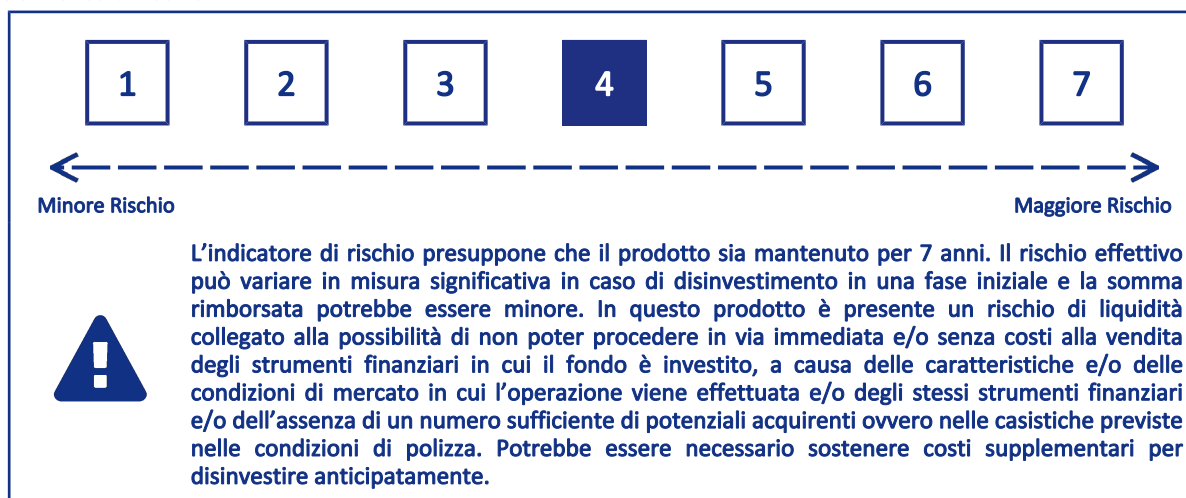 1 2 3 4 5 6 7
Minore Rischio Maggiore Rischio
L’indicatore di rischio presuppone che il prodotto sia mantenuto per 7 anni. Il rischio effettivo
può variare in misura significativa in caso di disinvestimento in una fase iniziale e la somma
rimborsata potrebbe essere minore. In questo prodotto è presente un rischio di liquidità
collegato alla possibilità di non poter procedere in via immediata e/o senza costi alla vendita
degli strumenti finanziari in cui il fondo è investito, a causa delle caratteristiche e/o delle
condizioni di mercato in cui l’operazione viene effettuata e/o degli stessi strumenti finanziari
e/o dell’assenza di un numero sufficiente di potenziali acquirenti ovvero nelle casistiche previste
nelle condizioni di polizza. Potrebbe essere necessario sostenere costi supplementari per
disinvestire anticipatamente.